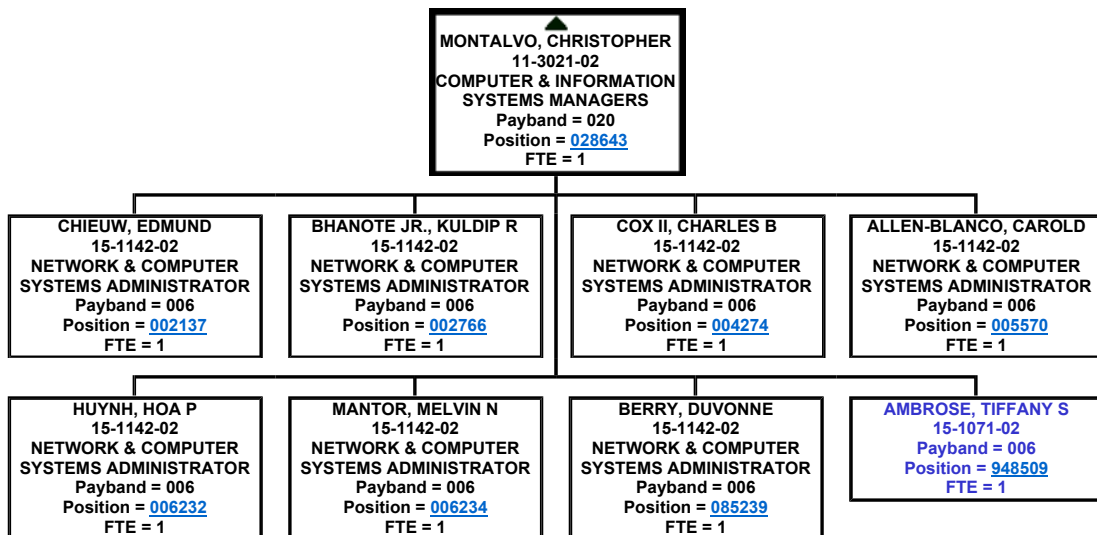 MONTALVO, CHRISTOPHER
11-3021-02
COMPUTER & INFORMATION
SYSTEMS MANAGERS
Payband = 020
Position = 028643
FTE = 1
CHIEUW, EDMUND
15-1142-02
NETWORK & COMPUTER
SYSTEMS ADMINISTRATOR
Payband = 006
Position = 002137
FTE = 1
BHANOTE JR., KULDIP R
15-1142-02
NETWORK & COMPUTER
SYSTEMS ADMINISTRATOR
Payband = 006
Position = 002766
FTE = 1
COX II, CHARLES B
15-1142-02
NETWORK & COMPUTER
SYSTEMS ADMINISTRATOR
Payband = 006
Position = 004274
FTE = 1
ALLEN-BLANCO, CAROLD
15-1142-02
NETWORK & COMPUTER
SYSTEMS ADMINISTRATOR
Payband = 006
Position = 005570
FTE = 1
HUYNH, HOA P
15-1142-02
NETWORK & COMPUTER
SYSTEMS ADMINISTRATOR
Payband = 006
Position = 006232
FTE = 1
MANTOR, MELVIN N
15-1142-02
NETWORK & COMPUTER
SYSTEMS ADMINISTRATOR
Payband = 006
Position = 006234
FTE = 1
BERRY, DUVONNE
15-1142-02
NETWORK & COMPUTER
SYSTEMS ADMINISTRATOR
Payband = 006
Position = 085239
FTE = 1
AMBROSE, TIFFANY S
15-1071-02
Payband = 006
Position = 948509
FTE = 1